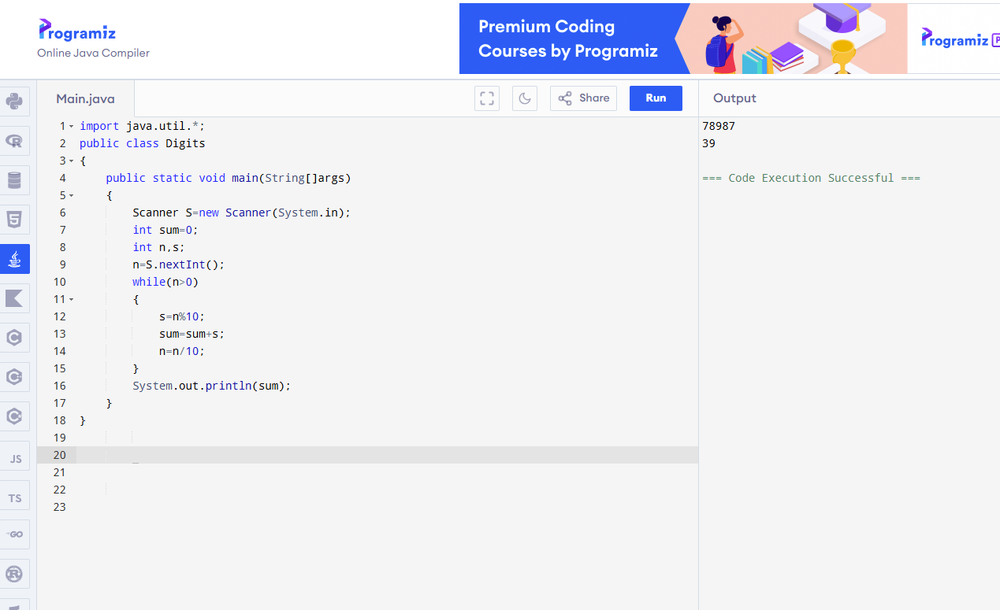 Programiz
Online Java Compiler
Premium Coding
Courses by Programiz
Programiz
Main.java
Share
Run
Output
1 import java.util.*;
2 public class Digits
3 {
4     public static void main(String[]args)
5     {
6         Scanner S=new Scanner(System.in);
7         int sum=0;
8         int n,s;
9         n=S.nextInt();
10         while(n>0)
11         {
12             s=n%10;
13             sum=sum+s;
14             n=n/10;
15         }
16         System.out.println(sum);
17     }
18 }
19
20
21
22
23
78987
39
=== Code Execution Successful ===
JS
TS
GO